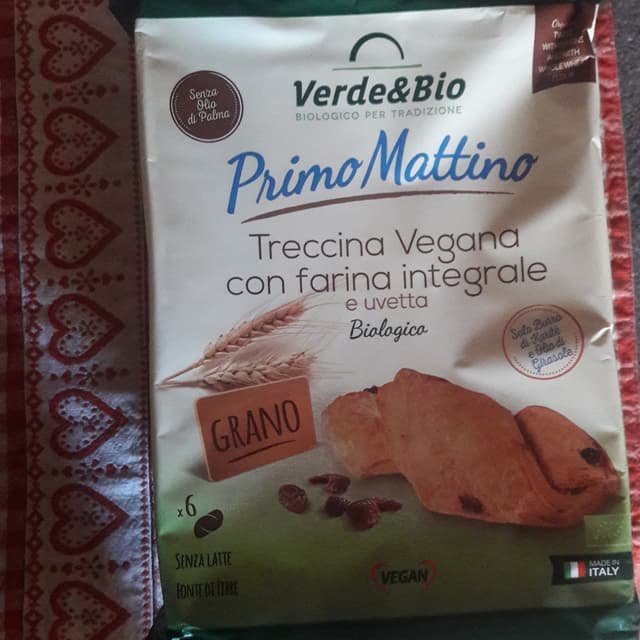 Verde&Bio
BIOLOGICO PER TRADIZIONE
Senza
Olio
di Palma
Primo Mattino
Treccina Vegana
con farina integrale
e uvetta
Biologico
Solo Burro
di Karité
e Olio di
Girasole
GRANO
x6
SENZA LATTE
FONTE DI FIBRE
VEGAN
MADE IN
ITALY